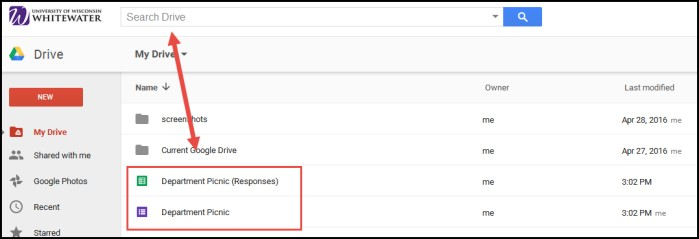 UNIVERSITY OF WISCONSIN
WHITEWATER
Search Drive
Drive
My Drive
NEW
Name Owner Last modified
My Drive
screenshots me Apr 28, 2016 me
Shared with me
Current Google Drive me Apr 27, 2016 me
Google Photos
Department Picnic (Responses) me 3:02 PM
Recent
Department Picnic me 3:02 PM me
Starred